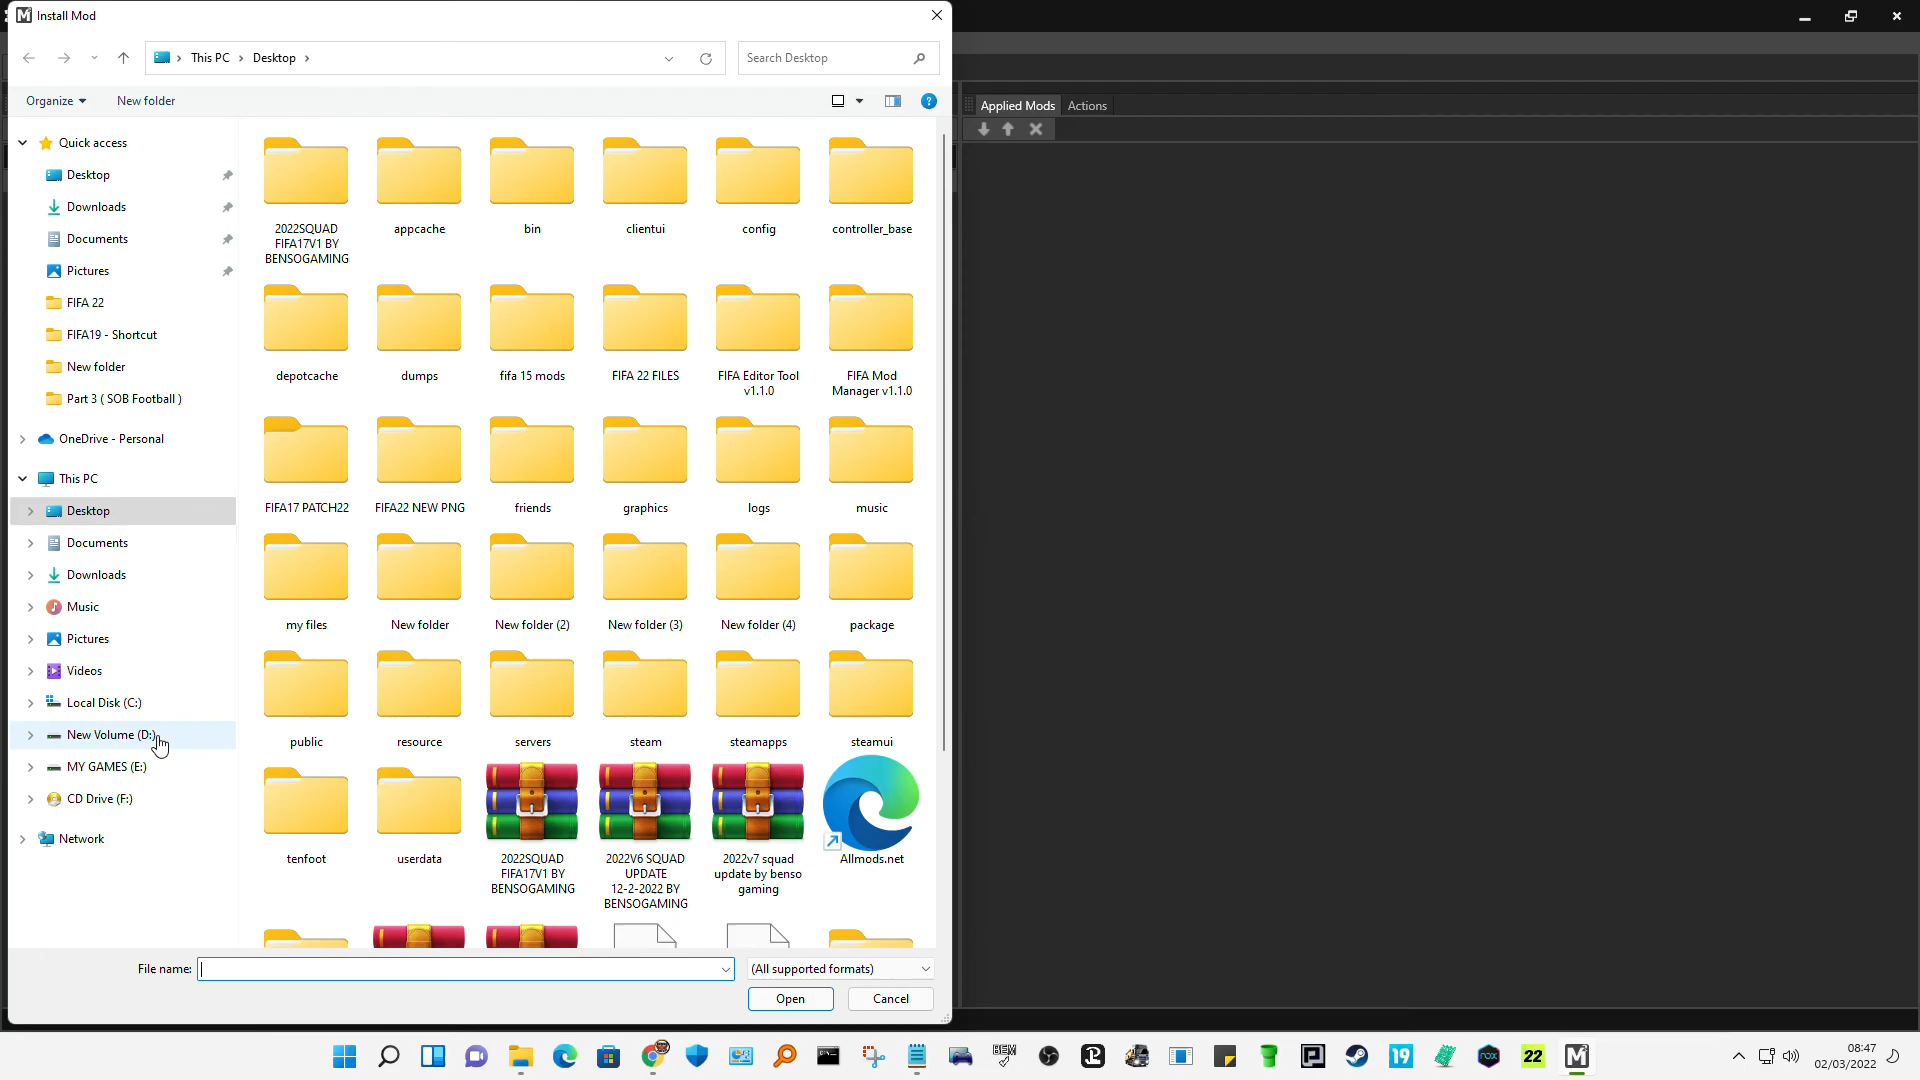 Install Mod
This PC
Desktop
Search Desktop
Organize
New folder
Applied Mods
Actions
Quick access
Desktop
Downloads
Documents
Pictures
FIFA 22
FIFA19 - Shortcut
New folder
Part 3 ( SOB Football )
OneDrive - Personal
This PC
Desktop
Documents
Downloads
Music
Pictures
Videos
Local Disk (C:)
New Volume (D:)
MY GAMES (E:)
CD Drive (F:)
Network
2022SQUAD
FIFA17V1 BY
BENSOGAMING
appcache
bin
clientui
config
controller_base
depotcache
dumps
fifa 15 mods
FIFA 22 FILES
FIFA Editor Tool
v1.1.0
FIFA Mod
Manager v1.1.0
FIFA17 PATCH22
FIFA22 NEW PNG
friends
graphics
logs
music
my files
New folder
New folder (2)
New folder (3)
New folder (4)
package
public
resource
servers
steam
steamapps
steamui
tenfoot
userdata
2022SQUAD
FIFA17V1 BY
BENSOGAMING
2022V6 SQUAD
UPDATE
12-2-2022 BY
BENSOGAMING
2022v7 squad
update by benso
gaming
Allmods.net
File name:
(All supported formats)
Open
Cancel
BEM
19
nox
22
M
08:47
02/03/2022